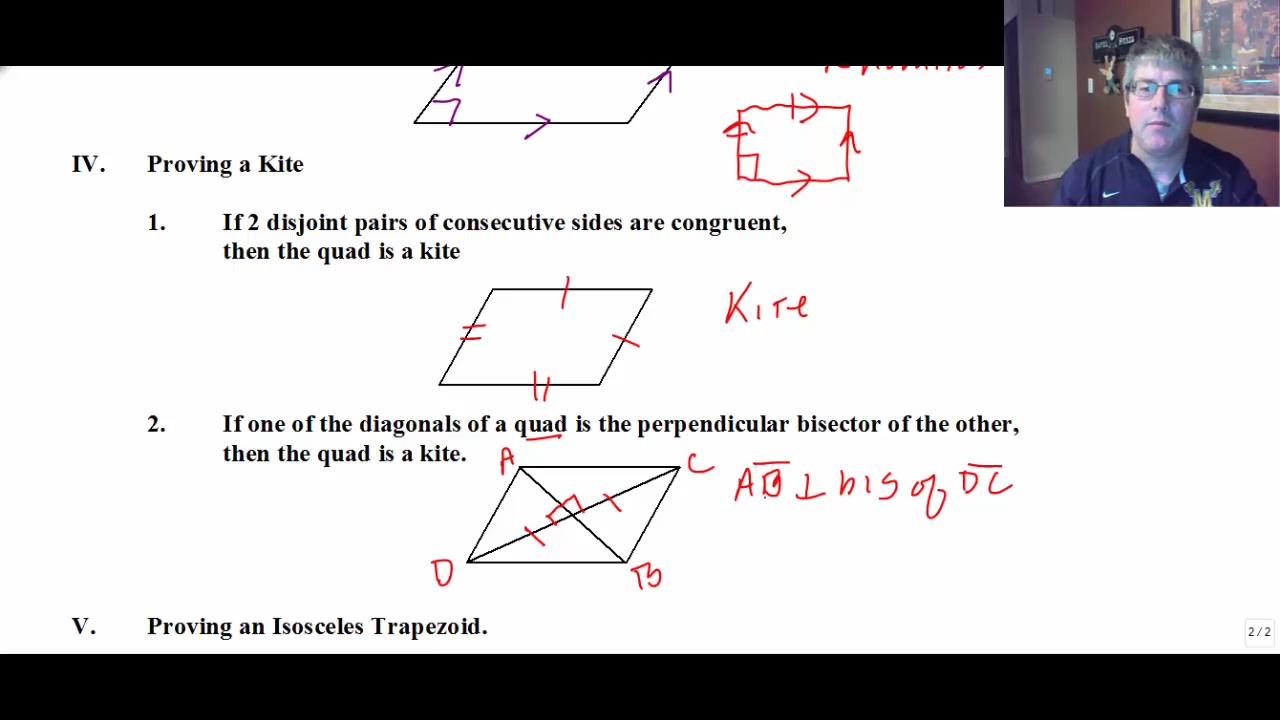 IV. Proving a Kite
1. If 2 disjoint pairs of consecutive sides are congruent,
then the quad is a kite
Kite
2. If one of the diagonals of a quad is the perpendicular bisector of the other,
then the quad is a kite.
A C
AB ⊥ bis of DC
D B
V. Proving an Isosceles Trapezoid.
2 / 2